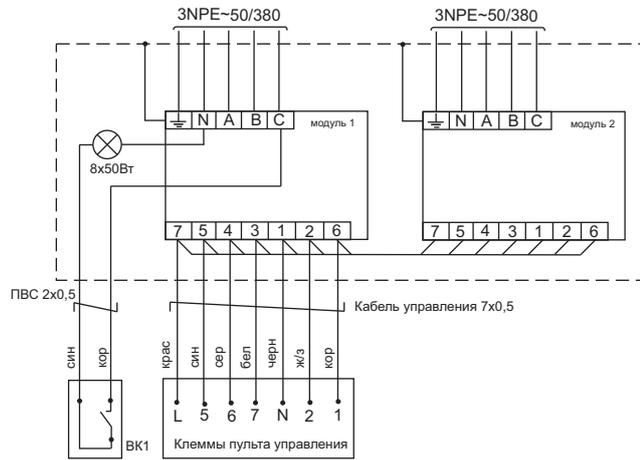 3NPE~50/380
3NPE~50/380
N A B C
модуль 1
N A B C
модуль 2
8х50Вт
7 5 4 3 1 2 6
7 5 4 3 1 2 6
ПВС 2х0,5
Кабель управления 7х0,5
син
кор
крас
син
сер
бел
черн
ж/з
кор
L 5 6 7 N 2 1
ВК1
Клеммы пульта управления